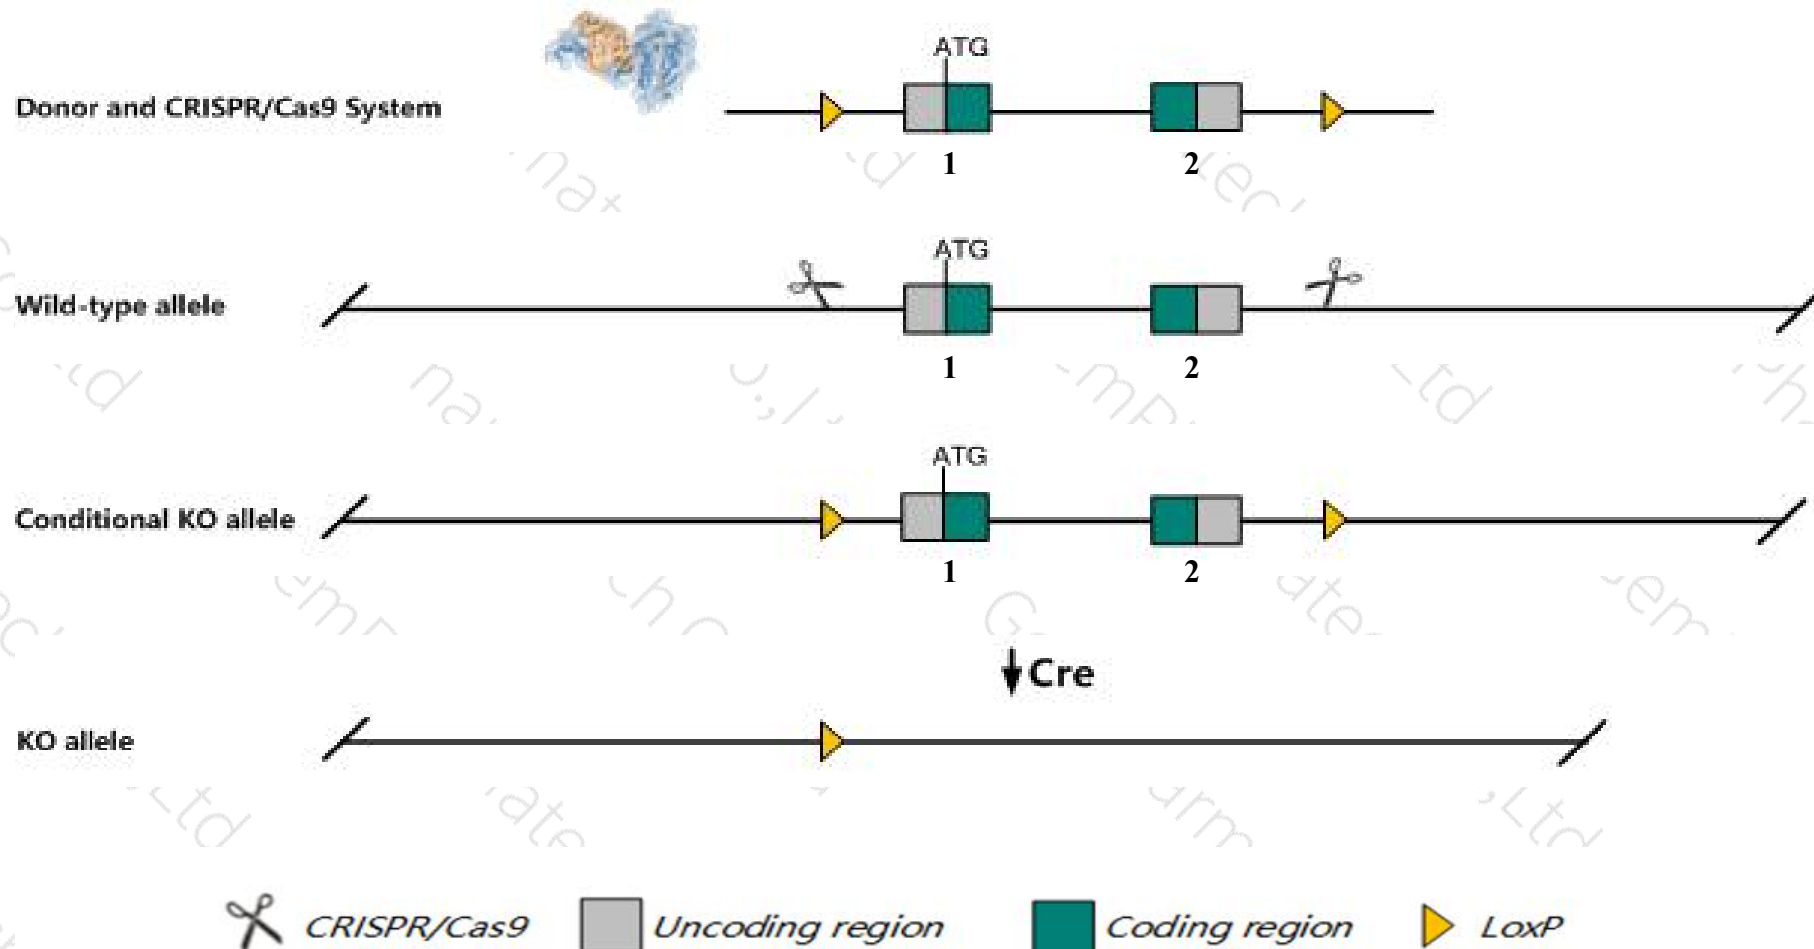 ATG
Donor and CRISPR/Cas9 System
1 2
ATG
Wild-type allele
1 2
ATG
Conditional KO allele
1 2
Cre
KO allele
CRISPR/Cas9 Uncoding region Coding region LoxP